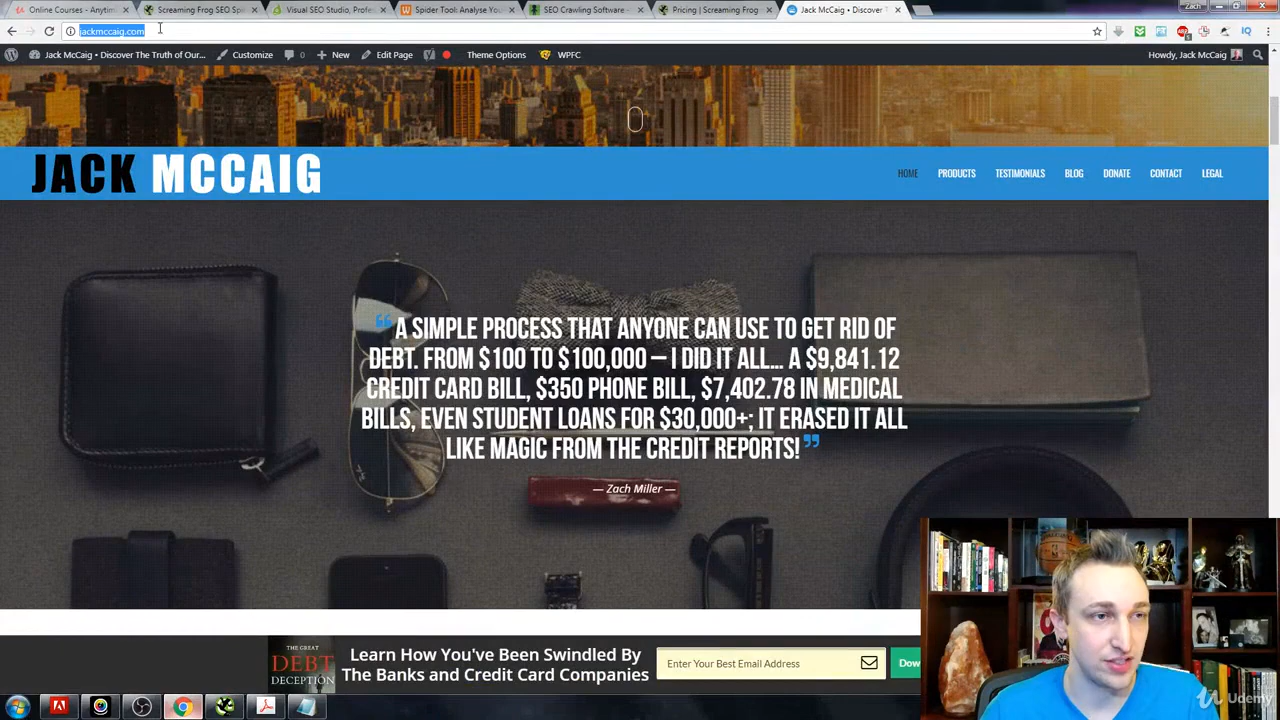 Online Courses - Anytim
Screaming Frog SEO Spi
Visual SEO Studio, Profes
Spider Tool: Analyse You
SEO Crawling Software -
Pricing | Screaming Frog
Jack McCaig • Discover T
Zach
jackmccaig.com
Jack McCaig • Discover The Truth of Our...
Customize
0
New
Edit Page
Theme Options
WPFC
Howdy, Jack McCaig
JACK MCCAIG
HOME
PRODUCTS
TESTIMONIALS
BLOG
DONATE
CONTACT
LEGAL
“ A SIMPLE PROCESS THAT ANYONE CAN USE TO GET RID OF
DEBT. FROM $100 TO $100,000 – I DID IT ALL... A $9,841.12
CREDIT CARD BILL, $350 PHONE BILL, $7,402.78 IN MEDICAL
BILLS, EVEN STUDENT LOANS FOR $30,000+; IT ERASED IT ALL
LIKE MAGIC FROM THE CREDIT REPORTS! ”
— Zach Miller —
THE GREAT
DEBT
DECEPTION
Learn How You've Been Swindled By
The Banks and Credit Card Companies
Enter Your Best Email Address
Dow
Udemy